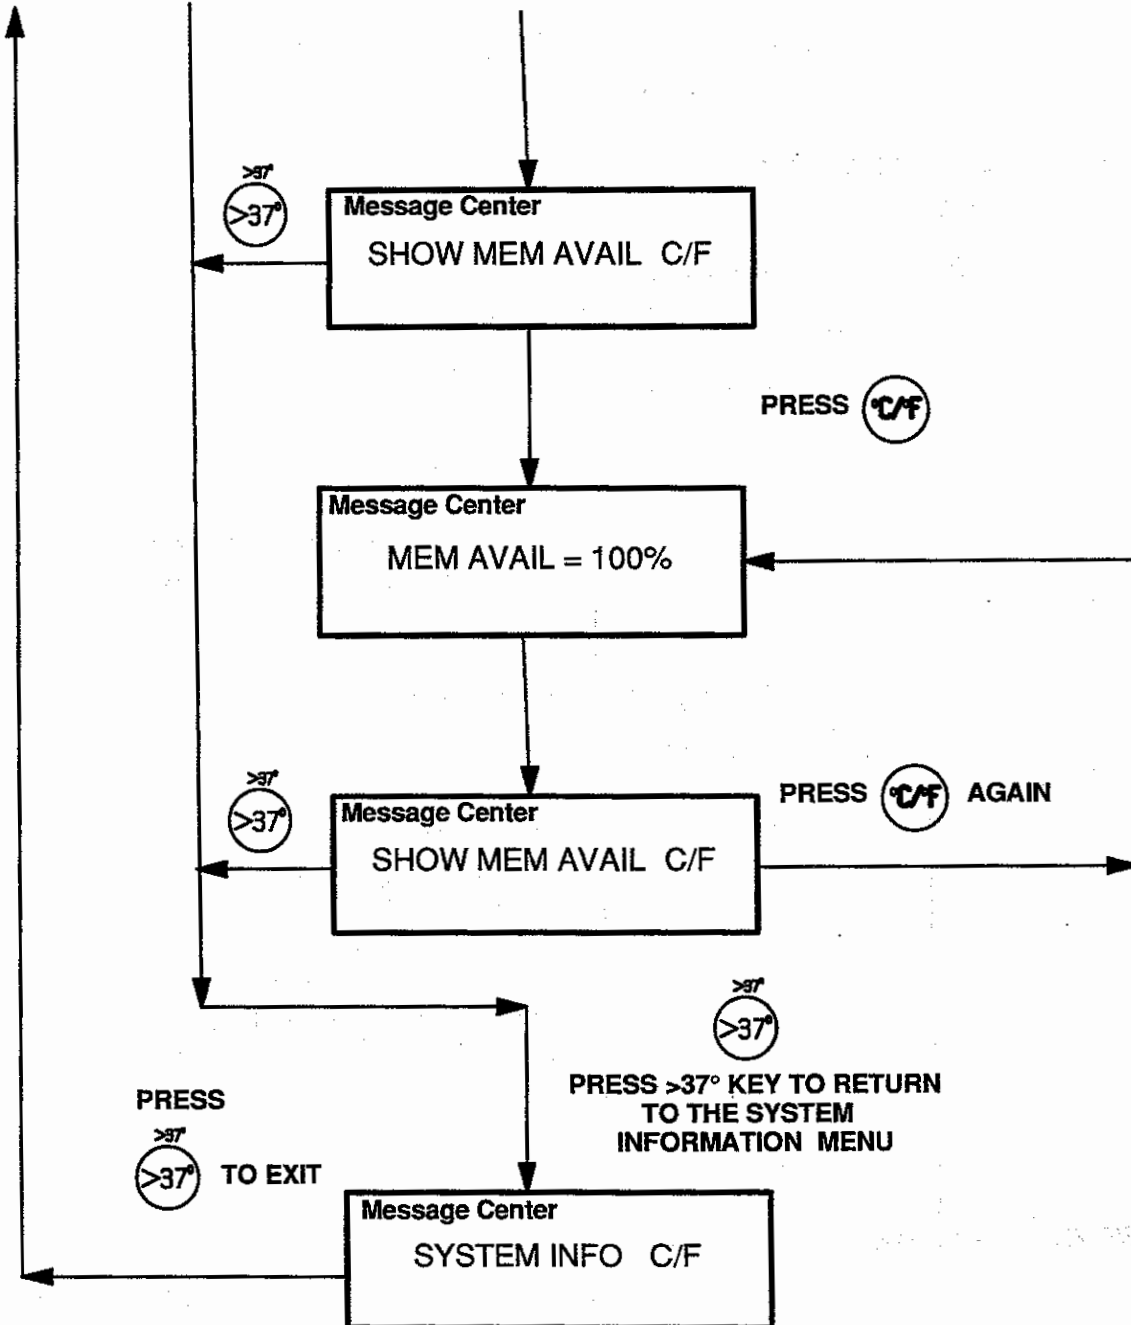 >37°
>37°
Message Center
SHOW MEM AVAIL C/F
PRESS °C/°F
Message Center
MEM AVAIL = 100%
>37°
>37°
PRESS °C/°F AGAIN
Message Center
SHOW MEM AVAIL C/F
>37°
>37°
PRESS >37° KEY TO RETURN
TO THE SYSTEM
INFORMATION MENU
PRESS
>37°
>37° TO EXIT
Message Center
SYSTEM INFO C/F